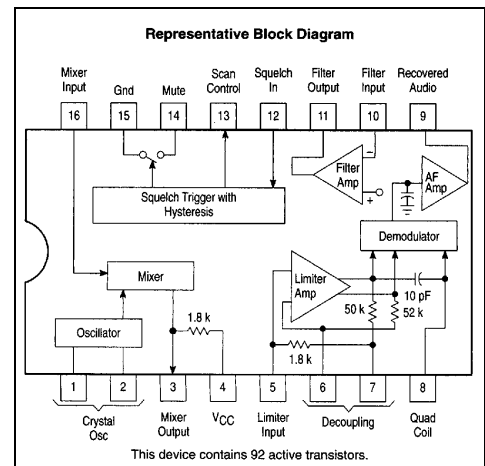 Representative Block Diagram
Mixer Input
Gnd
Mute
Scan Control
Squelch In
Filter Output
Filter Input
Recovered Audio
16
15
14
13
12
11
10
9
Filter Amp
−
+
AF Amp
Squelch Trigger with Hysteresis
Demodulator
Mixer
Limiter Amp
10 pF
Oscillator
1.8 k
50 k
52 k
1.8 k
1
2
3
4
5
6
7
8
Crystal Osc
Mixer Output
VCC
Limiter Input
Decoupling
Quad Coil
This device contains 92 active transistors.